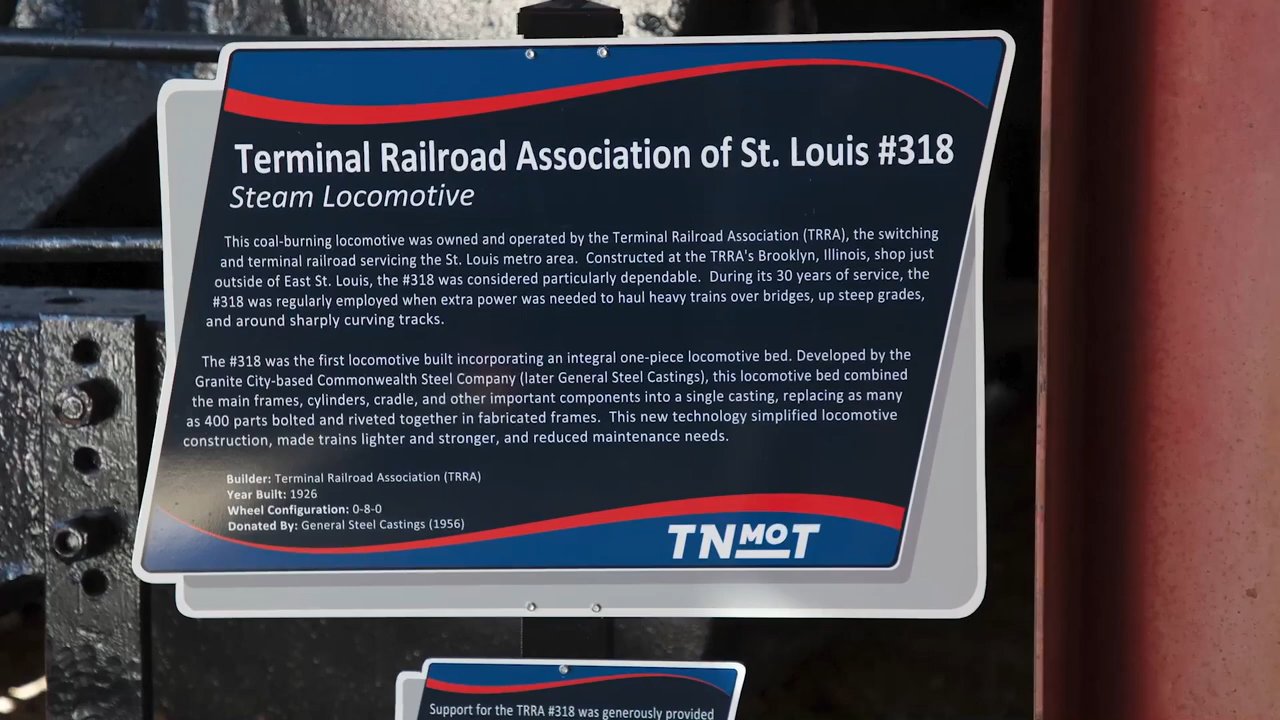 Terminal Railroad Association of St. Louis #318
Steam Locomotive
This coal-burning locomotive was owned and operated by the Terminal Railroad Association (TRRA), the switching
and terminal railroad servicing the St. Louis metro area. Constructed at the TRRA's Brooklyn, Illinois, shop just
outside of East St. Louis, the #318 was considered particularly dependable. During its 30 years of service, the
#318 was regularly employed when extra power was needed to haul heavy trains over bridges, up steep grades,
and around sharply curving tracks.
The #318 was the first locomotive built incorporating an integral one-piece locomotive bed. Developed by the
Granite City-based Commonwealth Steel Company (later General Steel Castings), this locomotive bed combined
the main frames, cylinders, cradle, and other important components into a single casting, replacing as many
as 400 parts bolted and riveted together in fabricated frames. This new technology simplified locomotive
construction, made trains lighter and stronger, and reduced maintenance needs.
Builder: Terminal Railroad Association (TRRA)
Year Built: 1926
Wheel Configuration: 0-8-0
Donated By: General Steel Castings (1956)
TNMOT
Support for the TRRA #318 was generously provided